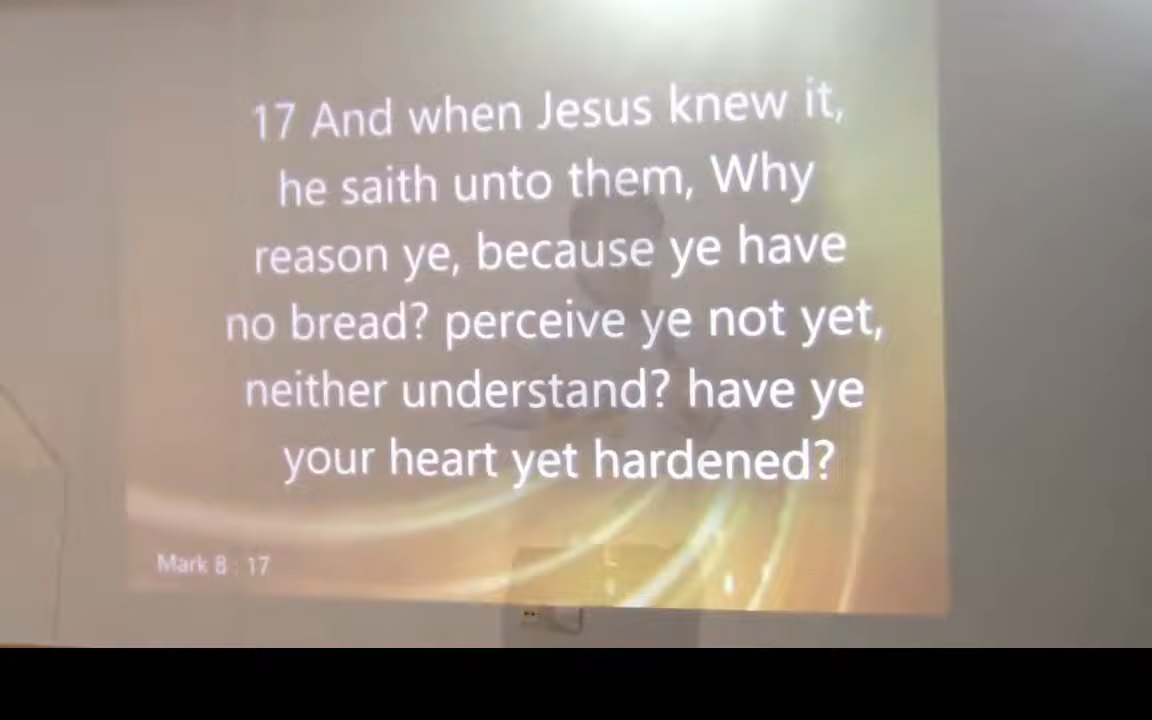 17 And when Jesus knew it,
he saith unto them, Why
reason ye, because ye have
no bread? perceive ye not yet,
neither understand? have ye
your heart yet hardened?
Mark 8 : 17